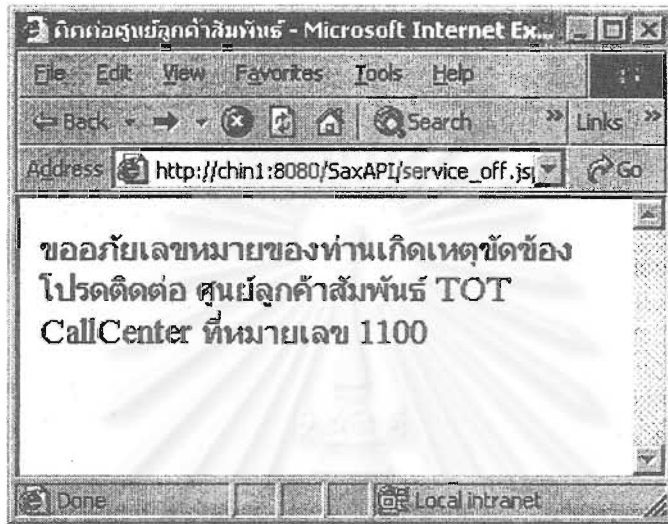 ติดต่อศูนย์ลูกค้าสัมพันธ์ - Microsoft Internet Ex...
File Edit View Favorites Tools Help
Back Search » Links »
Address http://chin1:8080/SaxAPI/service_off.jsp Go
ขออภัยเลขหมายของท่านเกิดเหตุขัดข้อง
โปรดติดต่อ ศูนย์ลูกค้าสัมพันธ์ TOT
CallCenter ที่หมายเลข 1100
Done Local intranet